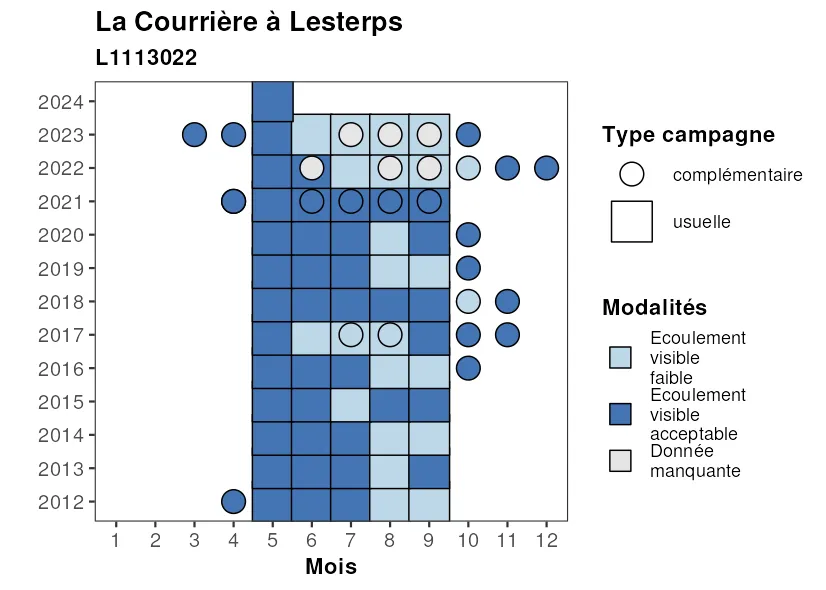 La Courrière à Lesterps
L1113022
2024
2023
2022
2021
2020
2019
2018
2017
2016
2015
2014
2013
2012
1 2 3 4 5 6 7 8 9 10 11 12
Mois
Type campagne
complémentaire
usuelle
Modalités
Ecoulement
visible
faible
Ecoulement
visible
acceptable
Donnée
manquante